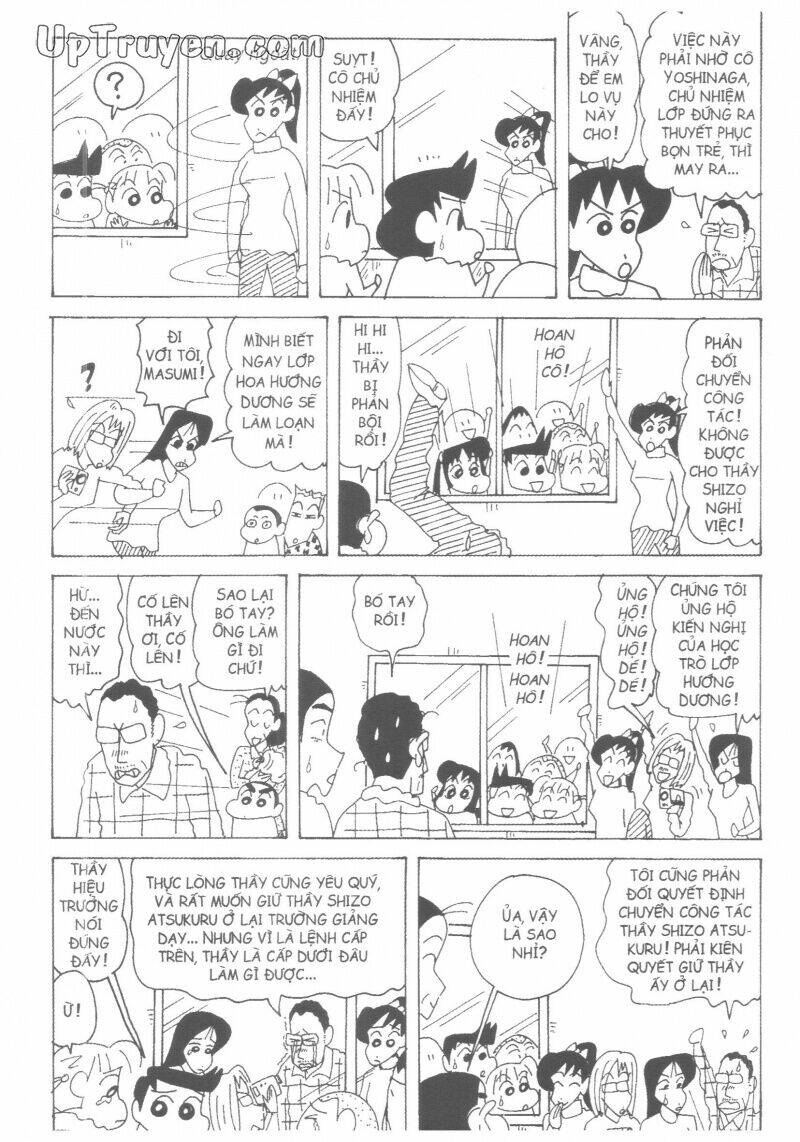 UpTruyen.com
Quay ngoắt!
?
SUỴT!
CÔ CHỦ
NHIỆM
ĐẤY!
VÂNG,
THẦY
ĐỂ EM
LO VỤ
NÀY
CHO!
VIỆC NÀY
PHẢI NHỜ CÔ
YOSHINAGA,
CHỦ NHIỆM
LỚP ĐỨNG RA
THUYẾT PHỤC
BỌN TRẺ, THÌ
MAY RA...
?
ĐI
VỚI TÔI,
MASUMI!
MÌNH BIẾT
NGAY LỚP
HOA HƯỚNG
DƯƠNG SẼ
LÀM LOẠN
MÀ!
HI HI
HI...
THẦY
BỊ
PHẢN
BỘI
RỒI!
HOAN
HÔ
CÔ!
PHẢN
ĐỐI
CHUYỂN
CÔNG
TÁC!
KHÔNG
ĐƯỢC
CHO THẦY
SHIZO
NGHỈ
VIỆC!
HỪ...
ĐẾN
NƯỚC
NÀY
THÌ...
CỐ LÊN
THẦY
ƠI, CỐ
LÊN!
SAO LẠI
BÓ TAY?
ÔNG LÀM
GÌ ĐI
CHỨ!
BÓ TAY
RỒI!
HOAN
HÔ!
HOAN
HÔ!
ỦNG
HỘ!
ỦNG
HỘ!
DÉ!
DÉ!
CHÚNG TÔI
ỦNG HỘ
KIẾN NGHỊ
CỦA HỌC
TRÒ LỚP
HƯỚNG
DƯƠNG!
THẦY
HIỆU
TRƯỞNG
NÓI
ĐÚNG
ĐẤY!
Ừ!
THỰC LÒNG THẦY CŨNG YÊU QUÝ,
VÀ RẤT MUỐN GIỮ THẦY SHIZO
ATSUKURU Ở LẠI TRƯỜNG GIẢNG
DẠY... NHƯNG VÌ LÀ LỆNH CẤP
TRÊN, THẦY LÀ CẤP DƯỚI ĐÂU
LÀM GÌ ĐƯỢC...
ỦA, VẬY
LÀ SAO
NHỈ?
TÔI CŨNG PHẢN
ĐỐI QUYẾT ĐỊNH
CHUYỂN CÔNG TÁC
THẦY SHIZO ATSU-
KURU! PHẢI KIÊN
QUYẾT GIỮ THẦY
ẤY Ở LẠI!